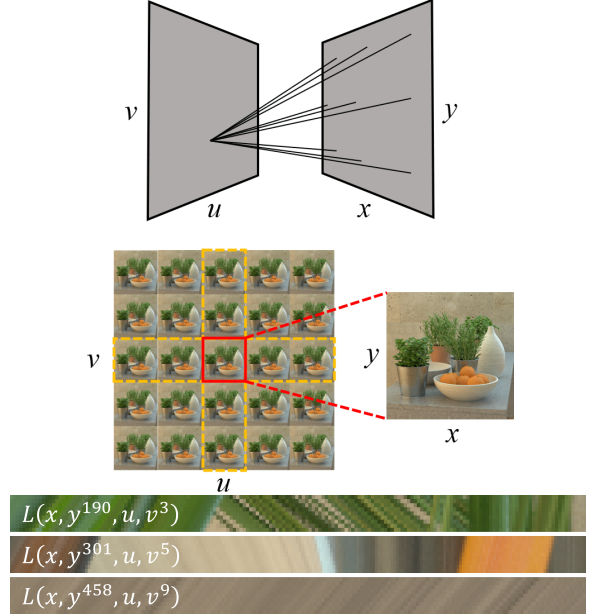 v
y
u
x
v
y
x
u
L(x, y^190, u, v^3)
L(x, y^301, u, v^5)
L(x, y^458, u, v^9)